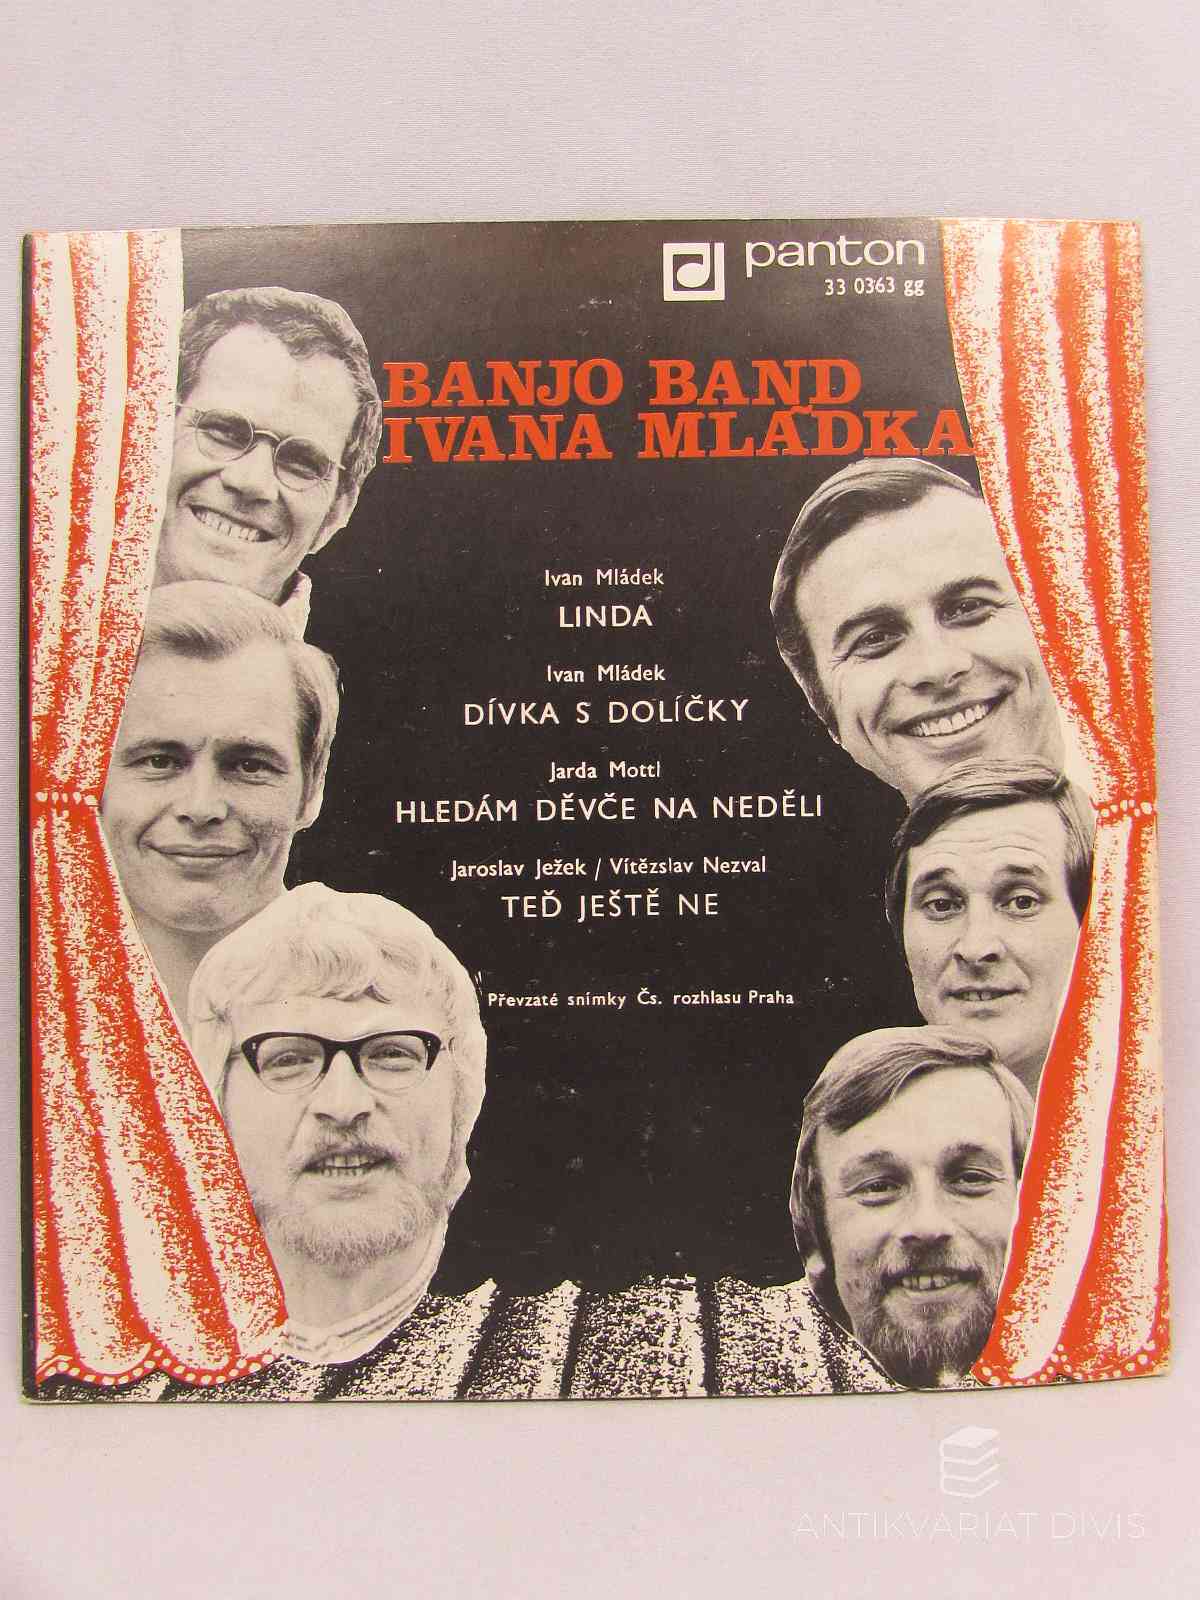 panton
33 0363 gg
BANJO BAND
IVANA MLÁDKA
Ivan Mládek
LINDA
Ivan Mládek
DÍVKA S DOLÍČKY
Jarda Mottl
HLEDÁM DĚVČE NA NEDĚLI
Jaroslav Ježek / Vítězslav Nezval
TEĎ JEŠTĚ NE
Převzaté snímky Čs. rozhlasu Praha
ANTIKVARIAT DIVIŠ